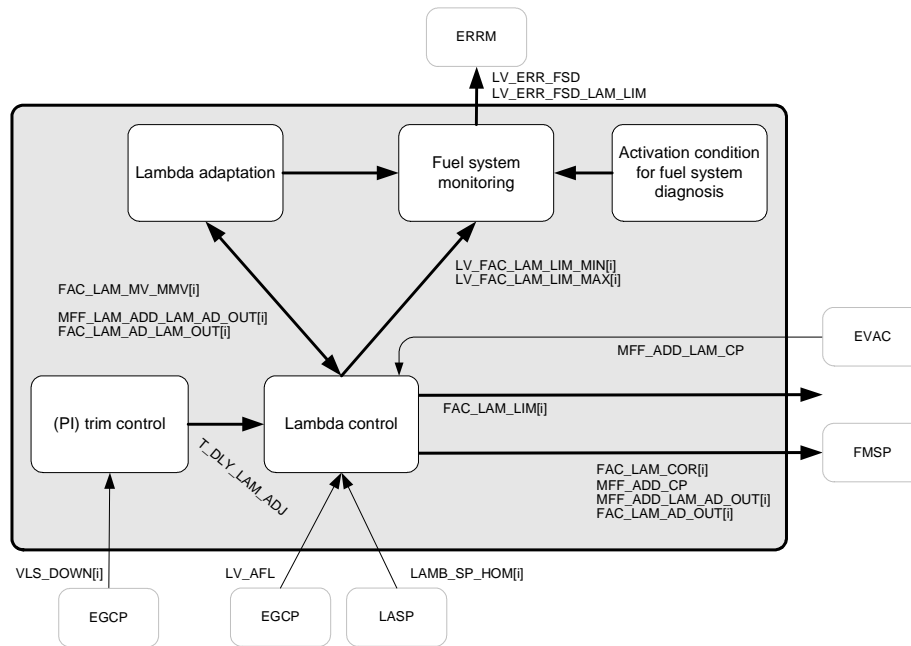 ERRM
LV_ERR_FSD
LV_ERR_FSD_LAM_LIM
Lambda adaptation
Fuel system
monitoring
Activation condition
for fuel system
diagnosis
FAC_LAM_MV_MMV[i]
MFF_LAM_ADD_LAM_AD_OUT[i]
FAC_LAM_AD_LAM_OUT[i]
LV_FAC_LAM_LIM_MIN[i]
LV_FAC_LAM_LIM_MAX[i]
MFF_ADD_LAM_CP
EVAC
(PI) trim control
T_DLY_LAM_ADJ
Lambda control
FAC_LAM_LIM[i]
FMSP
FAC_LAM_COR[i]
MFF_ADD_CP
MFF_ADD_LAM_AD_OUT[i]
FAC_LAM_AD_OUT[i]
VLS_DOWN[i]
LV_AFL
LAMB_SP_HOM[i]
EGCP
EGCP
LASP